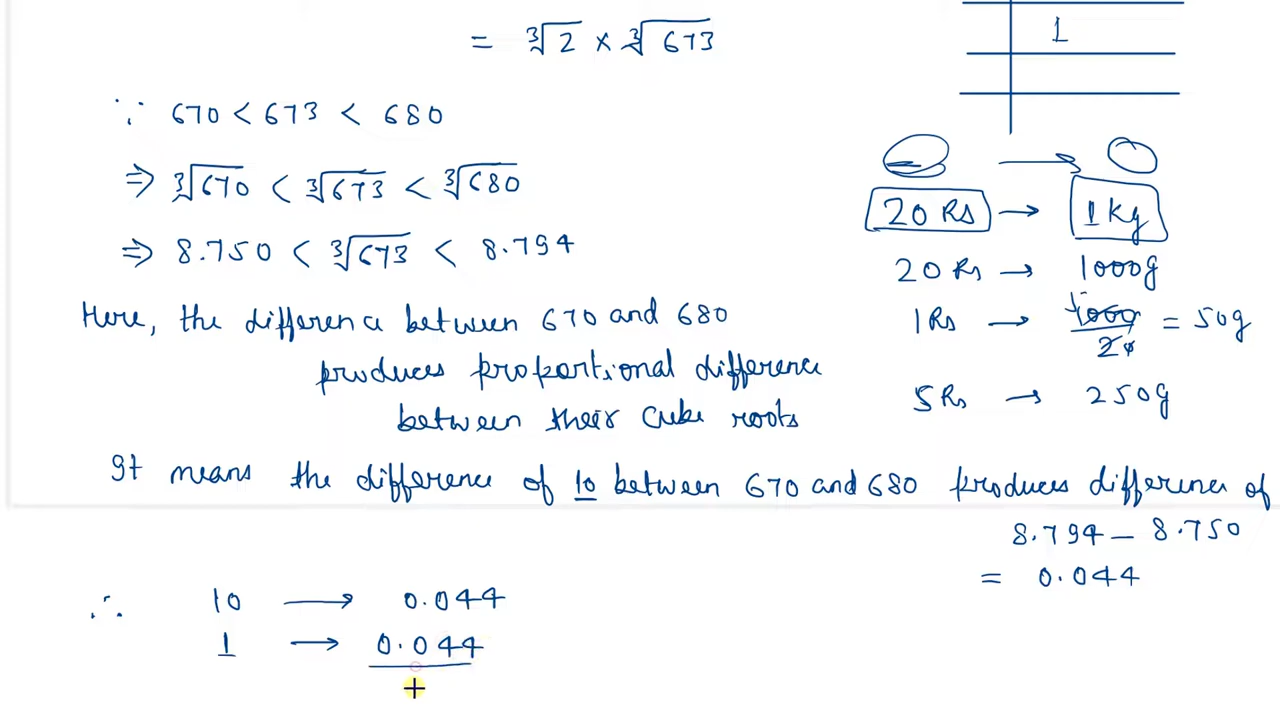 = ∛2 × ∛673
1
∵ 670 < 673 < 680
⇒ ∛670 < ∛673 < ∛680
⇒ 8.750 < ∛673 < 8.794
20 Rs → 1 Kg
20 Rs → 1000g
1 Rs → 1000g/20 = 50g
5 Rs → 250g
Here, the difference between 670 and 680
produces proportional difference
between their cube roots
It means the difference of 10 between 670 and 680 produces difference of
8.794 – 8.750
= 0.044
∴ 10 → 0.044
1 → 0.044